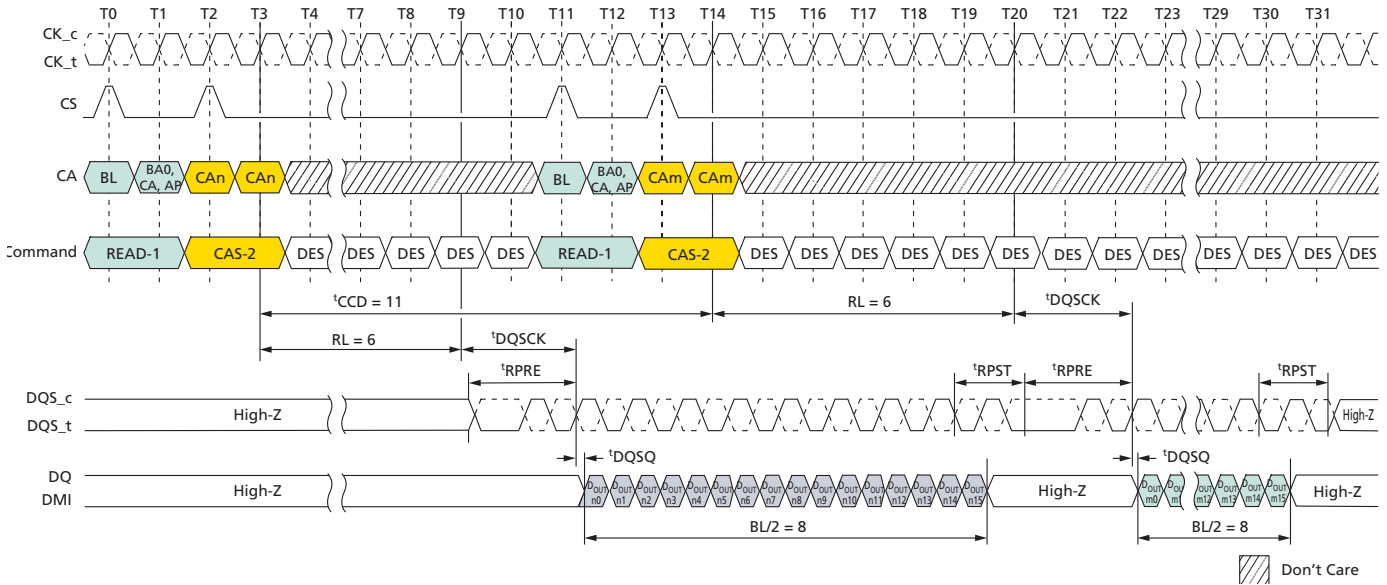 T0 T1 T2 T3 T4 T7 T8 T9 T10 T11 T12 T13 T14 T15 T16 T17 T18 T19 T20 T21 T22 T23 T29 T30 T31
CK_c
CK_t
CS
CA BL BA0, CA, AP CAn CAn BL BA0, CA, AP CAm CAm
Command READ-1 CAS-2 DES DES DES DES DES READ-1 CAS-2 DES DES DES DES DES DES DES DES DES DES DES DES DES
tCCD = 11 RL = 6 tDQSCK
RL = 6 tDQSCK
tRPRE tRPST tRPRE tRPST
DQS_c
DQS_t
High-Z High-Z
tDQSQ tDQSQ
DQ
DMI
High-Z DOUT n0 DOUT n1 DOUT n2 DOUT n3 DOUT n4 DOUT n5 DOUT n6 DOUT n7 DOUT n8 DOUT n9 DOUT n10 DOUT n11 DOUT n12 DOUT n13 DOUT n14 DOUT n15 High-Z DOUT m0 DOUT m1 DOUT m12 DOUT m13 DOUT m14 DOUT m15 High-Z
BL/2 = 8 BL/2 = 8
Don't Care